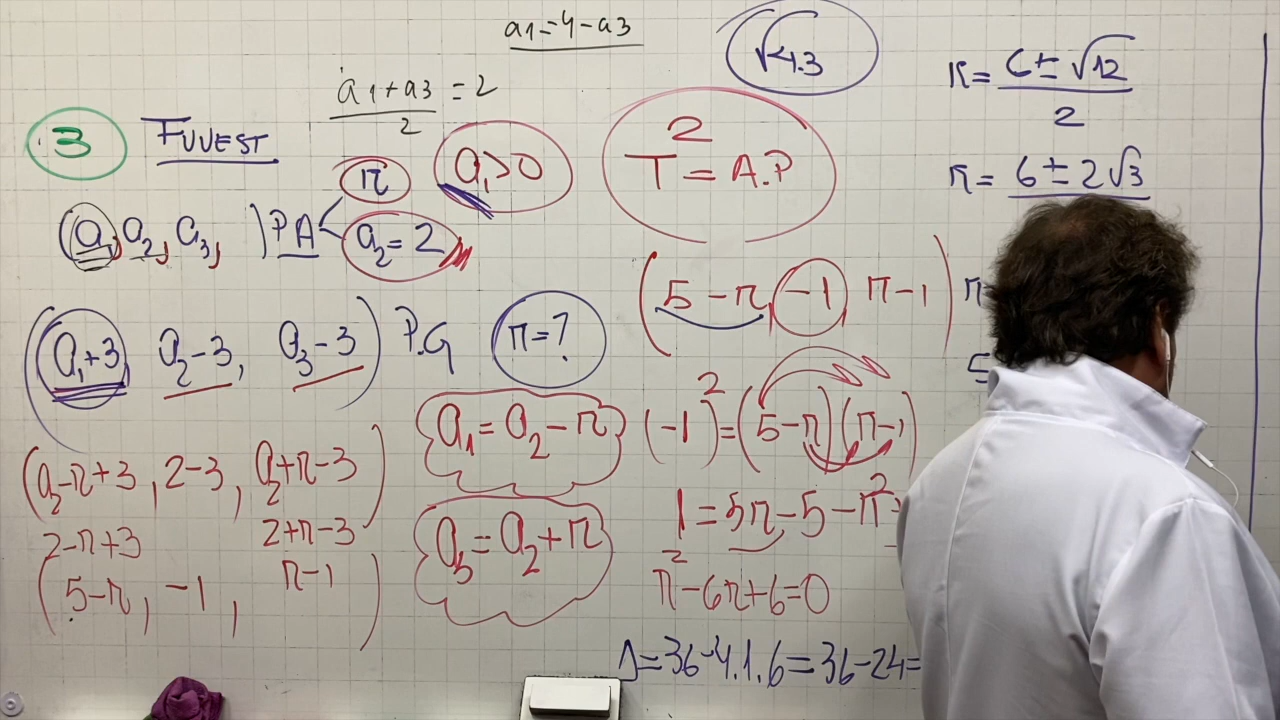 a1=4-a3
a1+a3/2 = 2
√4.3
r = 6±√12/2
3 FUVEST
r
a₁>0
T² = A.P
r = 6±2√3
(a₁, a₂, a₃, ) PA
a₂=2
(5-r, -1, r-1)
r
(a₁+3 a₂-3, a₃-3) P.G r=?
5
(-1)²=(5-r)(r-1)
a₁=a₂-r
(a₂-r+3, 2-3, a₂+r-3)
1=5r-5-r²
2-r+3 2+r-3
a₃=a₂+r
(5-r, -1, r-1)
r²-6r+6=0
Δ=36-4.1.6=36-24=